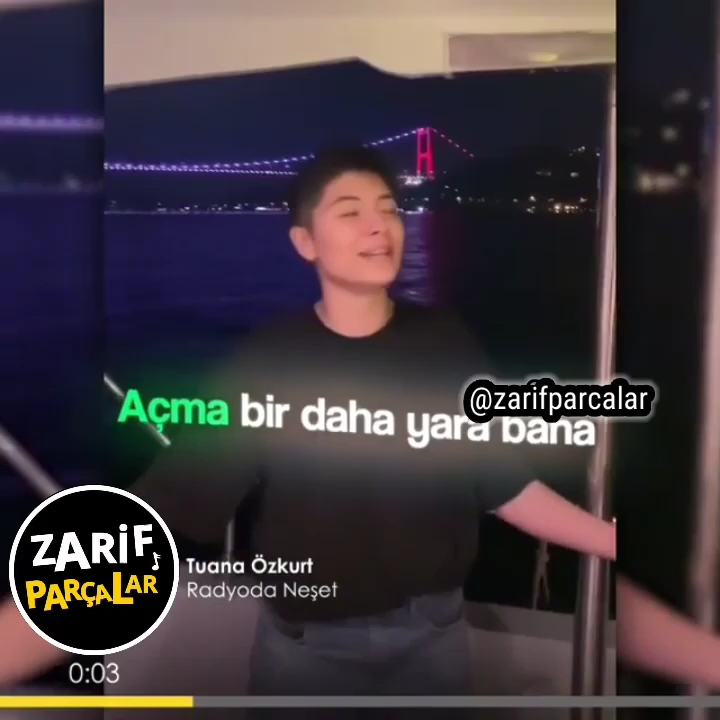 Açma bir daha yara bana
@zarifparcalar
ZARİF
PARÇALAR
Tuana Özkurt
Radyoda Neşet
0:03